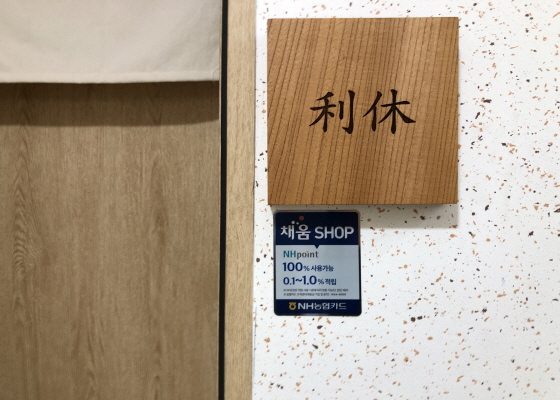 利休
채움 SHOP
NHpoint
100% 사용가능
0.1~1.0% 적립
NH농협카드